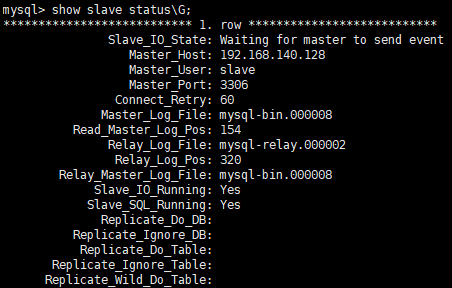 mysql> show slave status\G;
*************************** 1. row ***************************
Slave_IO_State: Waiting for master to send event
Master_Host: 192.168.140.128
Master_User: slave
Master_Port: 3306
Connect_Retry: 60
Master_Log_File: mysql-bin.000008
Read_Master_Log_Pos: 154
Relay_Log_File: mysql-relay.000002
Relay_Log_Pos: 320
Relay_Master_Log_File: mysql-bin.000008
Slave_IO_Running: Yes
Slave_SQL_Running: Yes
Replicate_Do_DB:
Replicate_Ignore_DB:
Replicate_Do_Table:
Replicate_Ignore_Table:
Replicate_Wild_Do_Table: